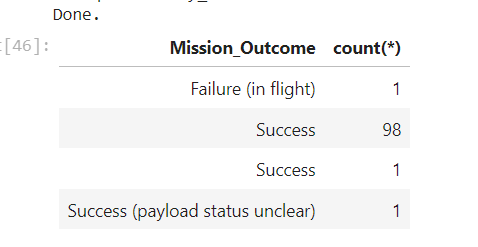 Done.
[46]:
Mission_Outcome count(*)
Failure (in flight) 1
Success 98
Success 1
Success (payload status unclear) 1